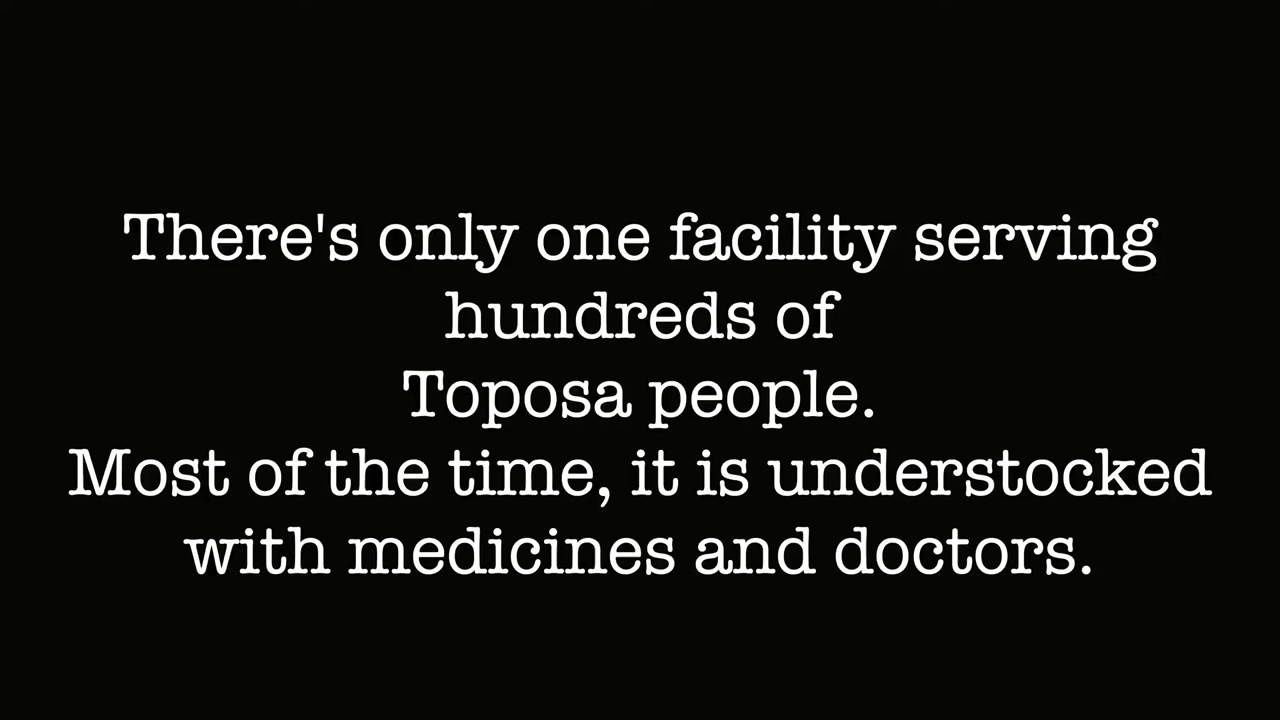 There's only one facility serving
hundreds of
Toposa people.
Most of the time, it is understocked
with medicines and doctors.